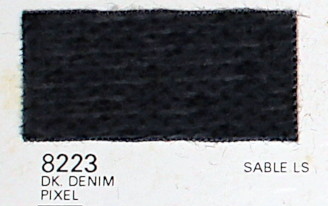 8223 SABLE LS
DK. DENIM
PIXEL